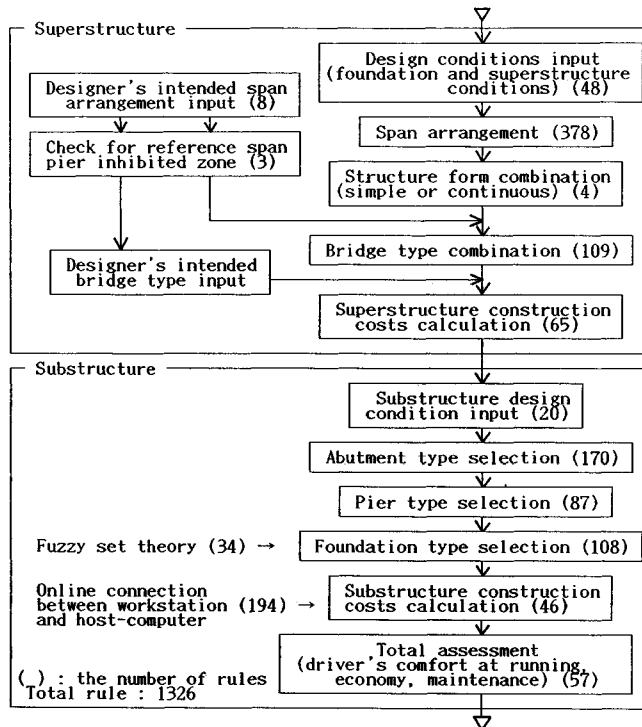 Superstructure
Design conditions input
(foundation and superstructure
conditions) (48)
Designer's intended span
arrangement input (8)
Span arrangement (378)
Check for reference span
pier inhibited zone (3)
Structure form combination
(simple or continuous) (4)
Bridge type combination (109)
Designer's intended
bridge type input
Superstructure construction
costs calculation (65)
Substructure
Substructure design
condition input (20)
Abutment type selection (170)
Pier type selection (87)
Fuzzy set theory (34) →
Foundation type selection (108)
Online connection
between workstation (194) →
and host-computer
Substructure construction
costs calculation (46)
Total assessment
(driver's comfort at running,
economy, maintenance) (57)
( ) : the number of rules
Total rule : 1326